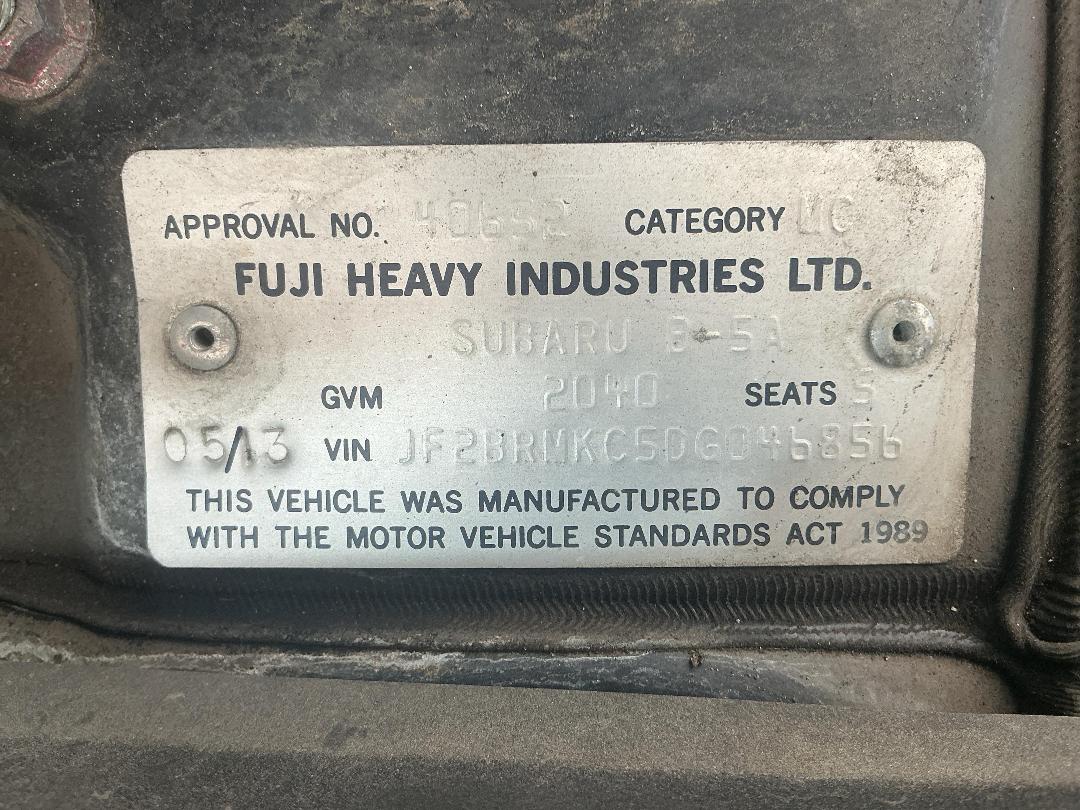 APPROVAL NO. 40652 CATEGORY MC
FUJI HEAVY INDUSTRIES LTD.
SUBARU B-5A
GVM 2040 SEATS 5
05/13 VIN JF2BRMKC5DG046856
THIS VEHICLE WAS MANUFACTURED TO COMPLY
WITH THE MOTOR VEHICLE STANDARDS ACT 1989